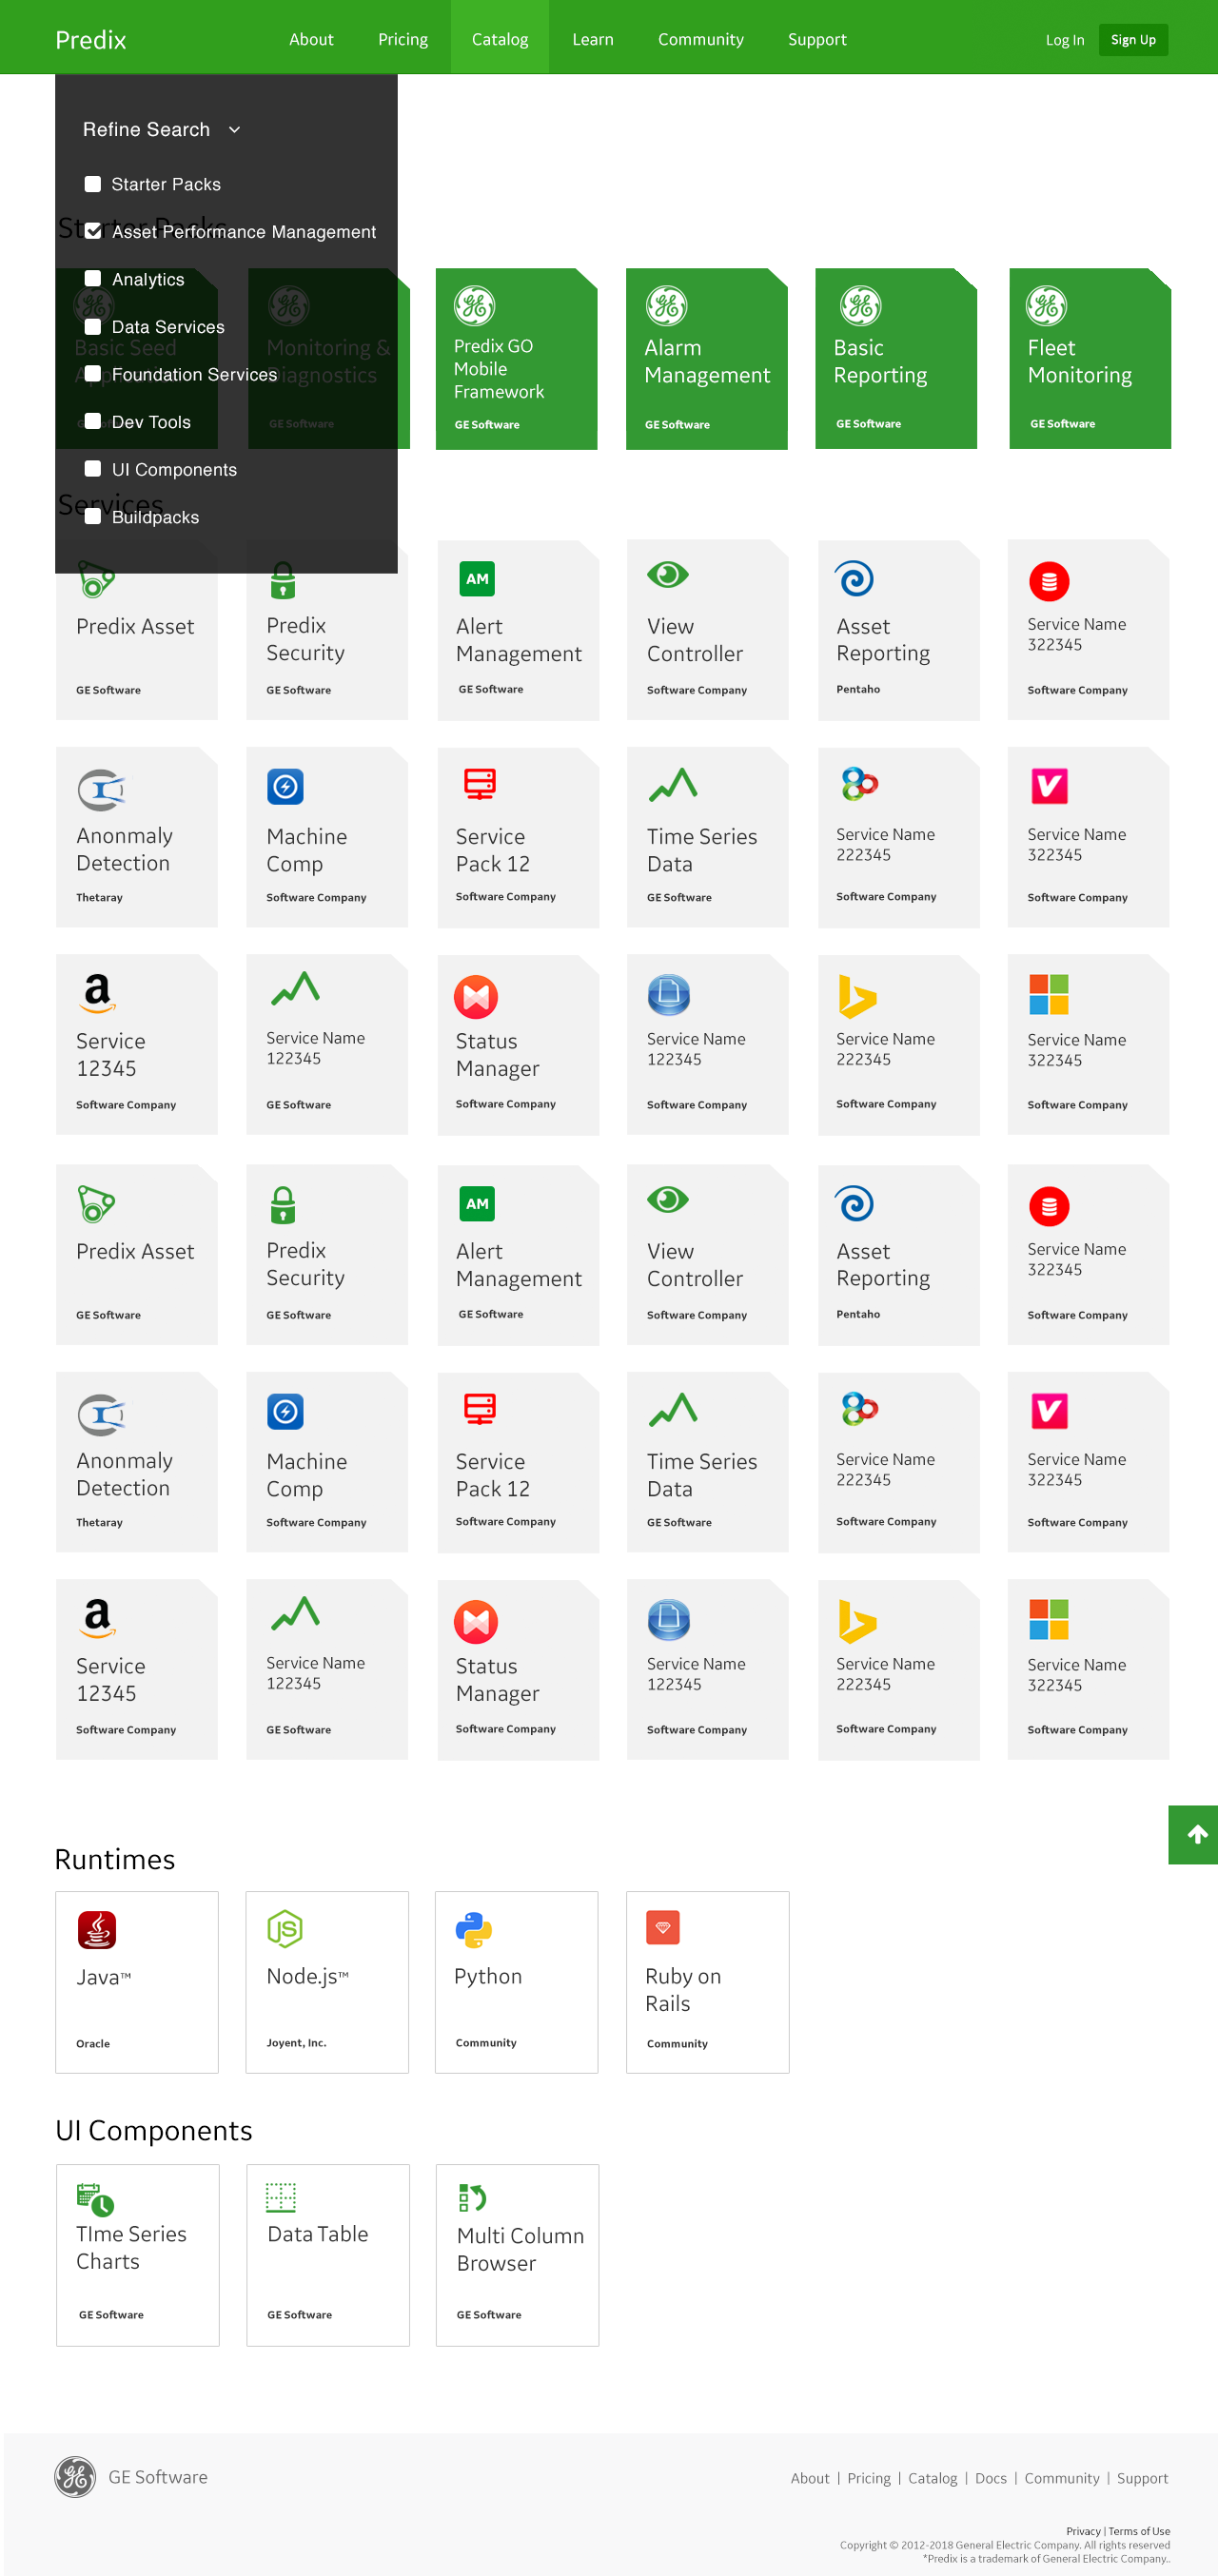 Predix
About
Pricing
Catalog
Learn
Community
Support
Log In
Sign Up
Refine Search
Starter Packs
Asset Performance Management
Analytics
Data Services
Foundation Services
Dev Tools
UI Components
Buildpacks
Starter Packs
Basic Seed
GE Software
Monitoring &
Diagnostics
GE Software
Predix GO
Mobile
Framework
GE Software
Alarm
Management
GE Software
Basic
Reporting
GE Software
Fleet
Monitoring
GE Software
Services
Predix Asset
GE Software
Predix
Security
GE Software
AM
Alert
Management
GE Software
View
Controller
Software Company
Asset
Reporting
Pentaho
Service Name
322345
Software Company
Anonmaly
Detection
Thetaray
Machine
Comp
Software Company
Service
Pack 12
Software Company
Time Series
Data
GE Software
Service Name
222345
Software Company
Service Name
322345
Software Company
Service
12345
Software Company
Service Name
122345
GE Software
Status
Manager
Software Company
Service Name
122345
Software Company
Service Name
222345
Software Company
Service Name
322345
Software Company
Predix Asset
GE Software
Predix
Security
GE Software
AM
Alert
Management
GE Software
View
Controller
Software Company
Asset
Reporting
Pentaho
Service Name
322345
Software Company
Anonmaly
Detection
Thetaray
Machine
Comp
Software Company
Service
Pack 12
Software Company
Time Series
Data
GE Software
Service Name
222345
Software Company
Service Name
322345
Software Company
Service
12345
Software Company
Service Name
122345
GE Software
Status
Manager
Software Company
Service Name
122345
Software Company
Service Name
222345
Software Company
Service Name
322345
Software Company
Runtimes
Java™
Oracle
JS
Node.js™
Joyent, Inc.
Python
Community
Ruby on
Rails
Community
UI Components
TIme Series
Charts
GE Software
Data Table
GE Software
Multi Column
Browser
GE Software
GE Software
About | Pricing | Catalog | Docs | Community | Support
Privacy | Terms of Use
Copyright © 2012-2018 General Electric Company. All rights reserved
*Predix is a trademark of General Electric Company..